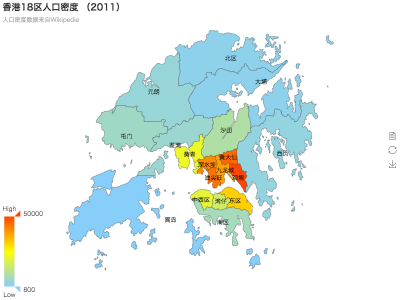 香港18区人口密度 （2011）
人口密度数据来自Wikipedia
北区
大埔
元朗
沙田
屯门
荃湾
葵青
西贡
黄大仙
深水埗
九龙城
观塘
油尖旺
中西区
湾仔
东区
南区
离岛
High
50000
800
Low